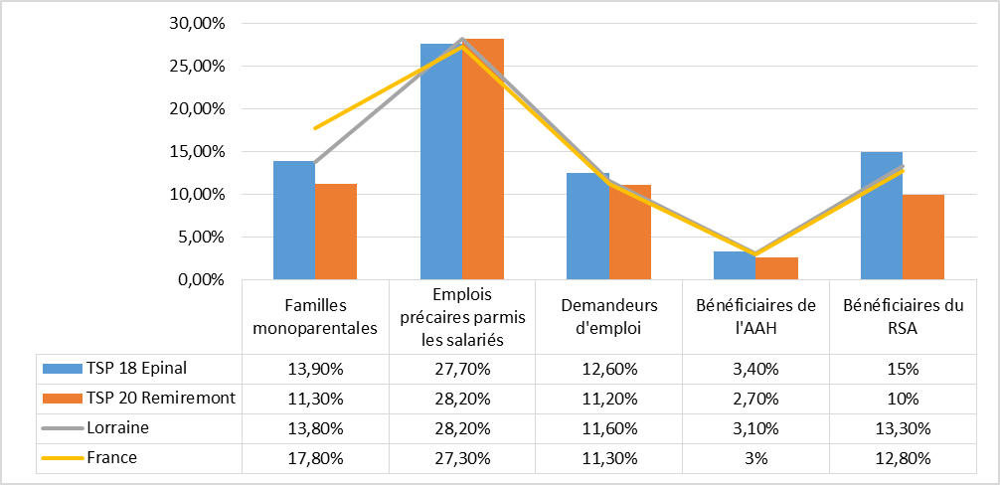 30,00%
25,00%
20,00%
15,00%
10,00%
5,00%
0,00%
Familles
monoparentales
Emplois
précaires parmis
les salariés
Demandeurs
d'emploi
Bénéficiaires de
l'AAH
Bénéficiaires du
RSA
TSP 18 Epinal 13,90% 27,70% 12,60% 3,40% 15%
TSP 20 Remiremont 11,30% 28,20% 11,20% 2,70% 10%
Lorraine 13,80% 28,20% 11,60% 3,10% 13,30%
France 17,80% 27,30% 11,30% 3% 12,80%